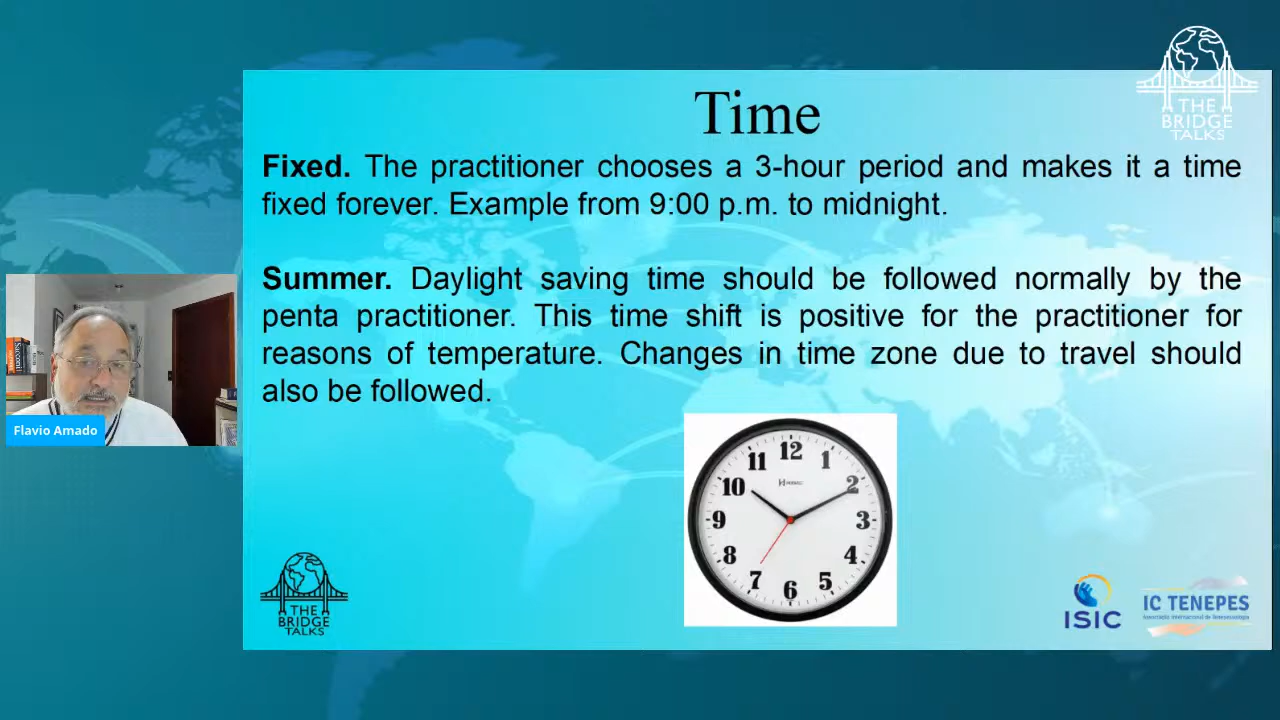 THE
BRIDGE
TALKS
Time
Fixed. The practitioner chooses a 3-hour period and makes it a time
fixed forever. Example from 9:00 p.m. to midnight.
Summer. Daylight saving time should be followed normally by the
penta practitioner. This time shift is positive for the practitioner for
reasons of temperature. Changes in time zone due to travel should
also be followed.
Flavio Amado
12
11
1
10
2
9
3
8
4
7
5
6
THE
BRIDGE
TALKS
ISIC
IC TENEPES